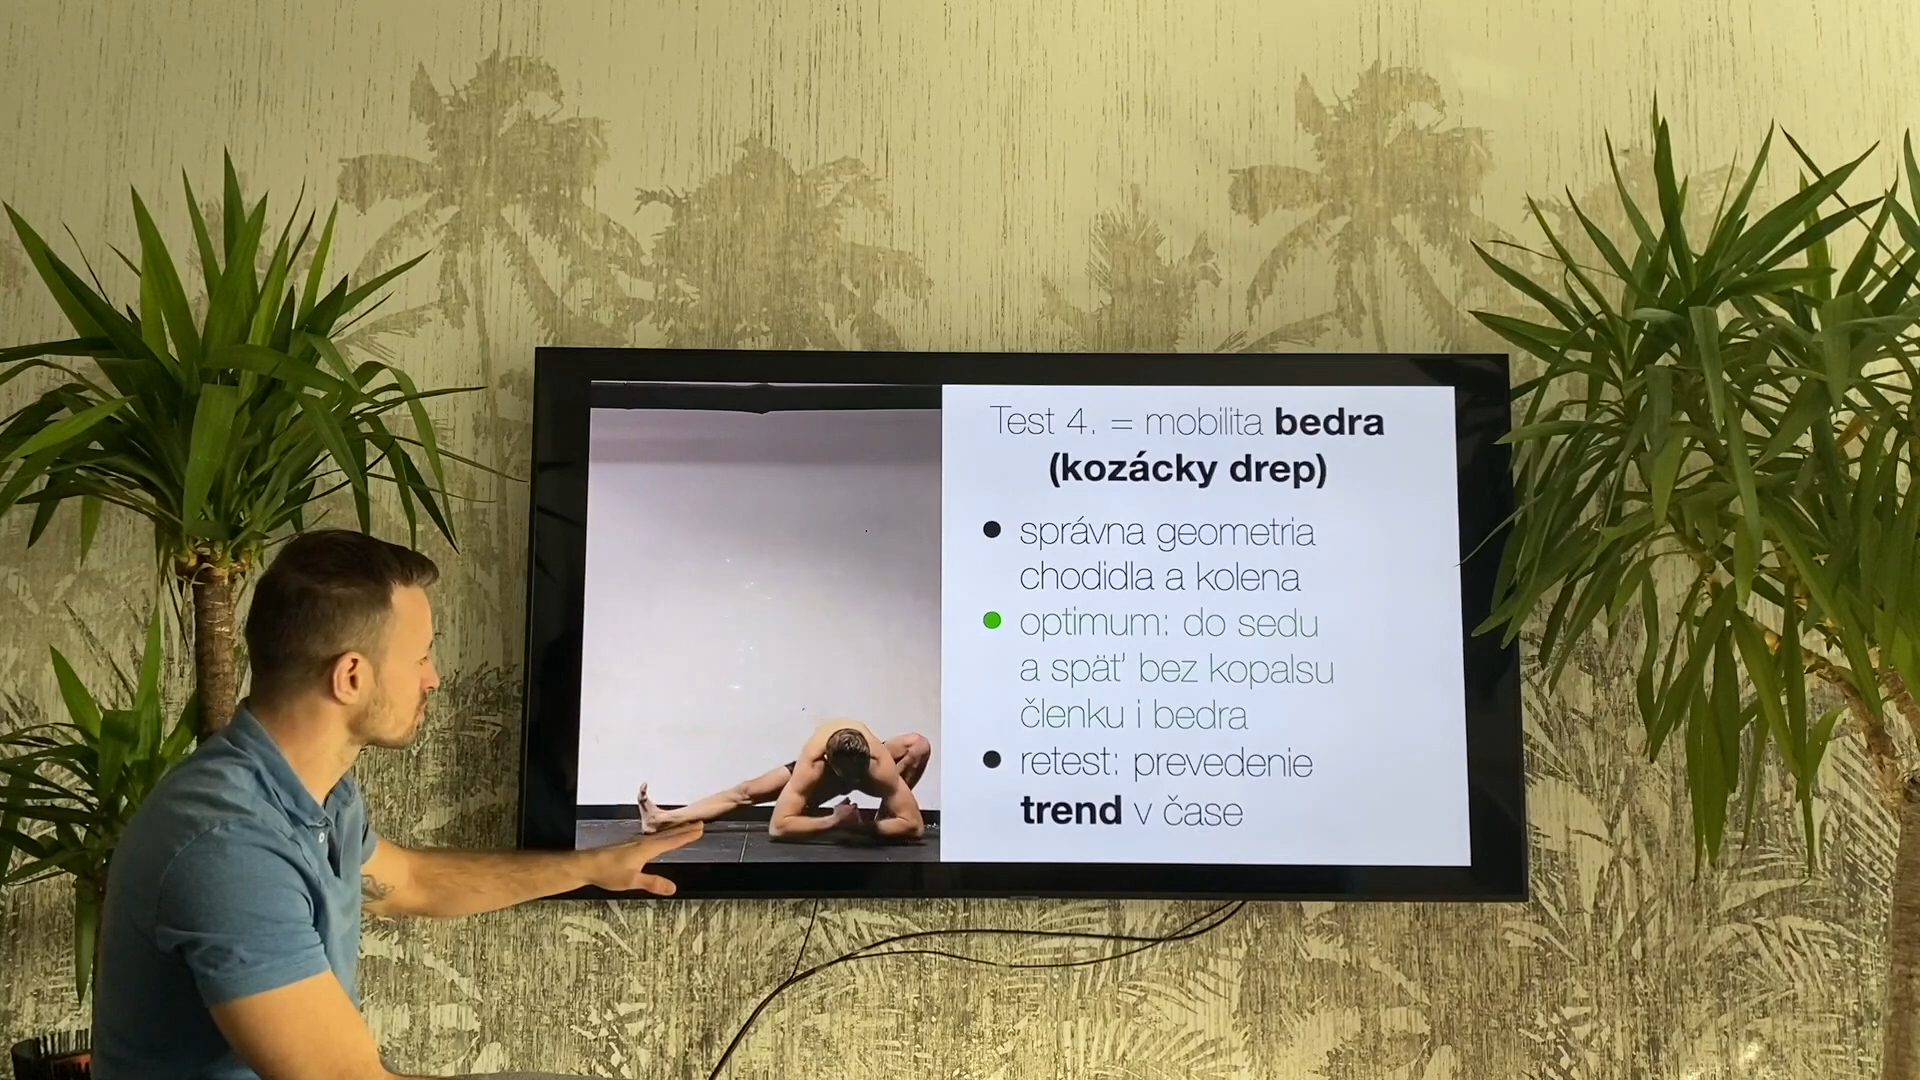 Test 4. = mobilita bedra
(kozácky drep)
● správna geometria
chodidla a kolena
● optimum: do sedu
a späť bez kopalsu
členku i bedra
● retest: prevedenie
trend v čase